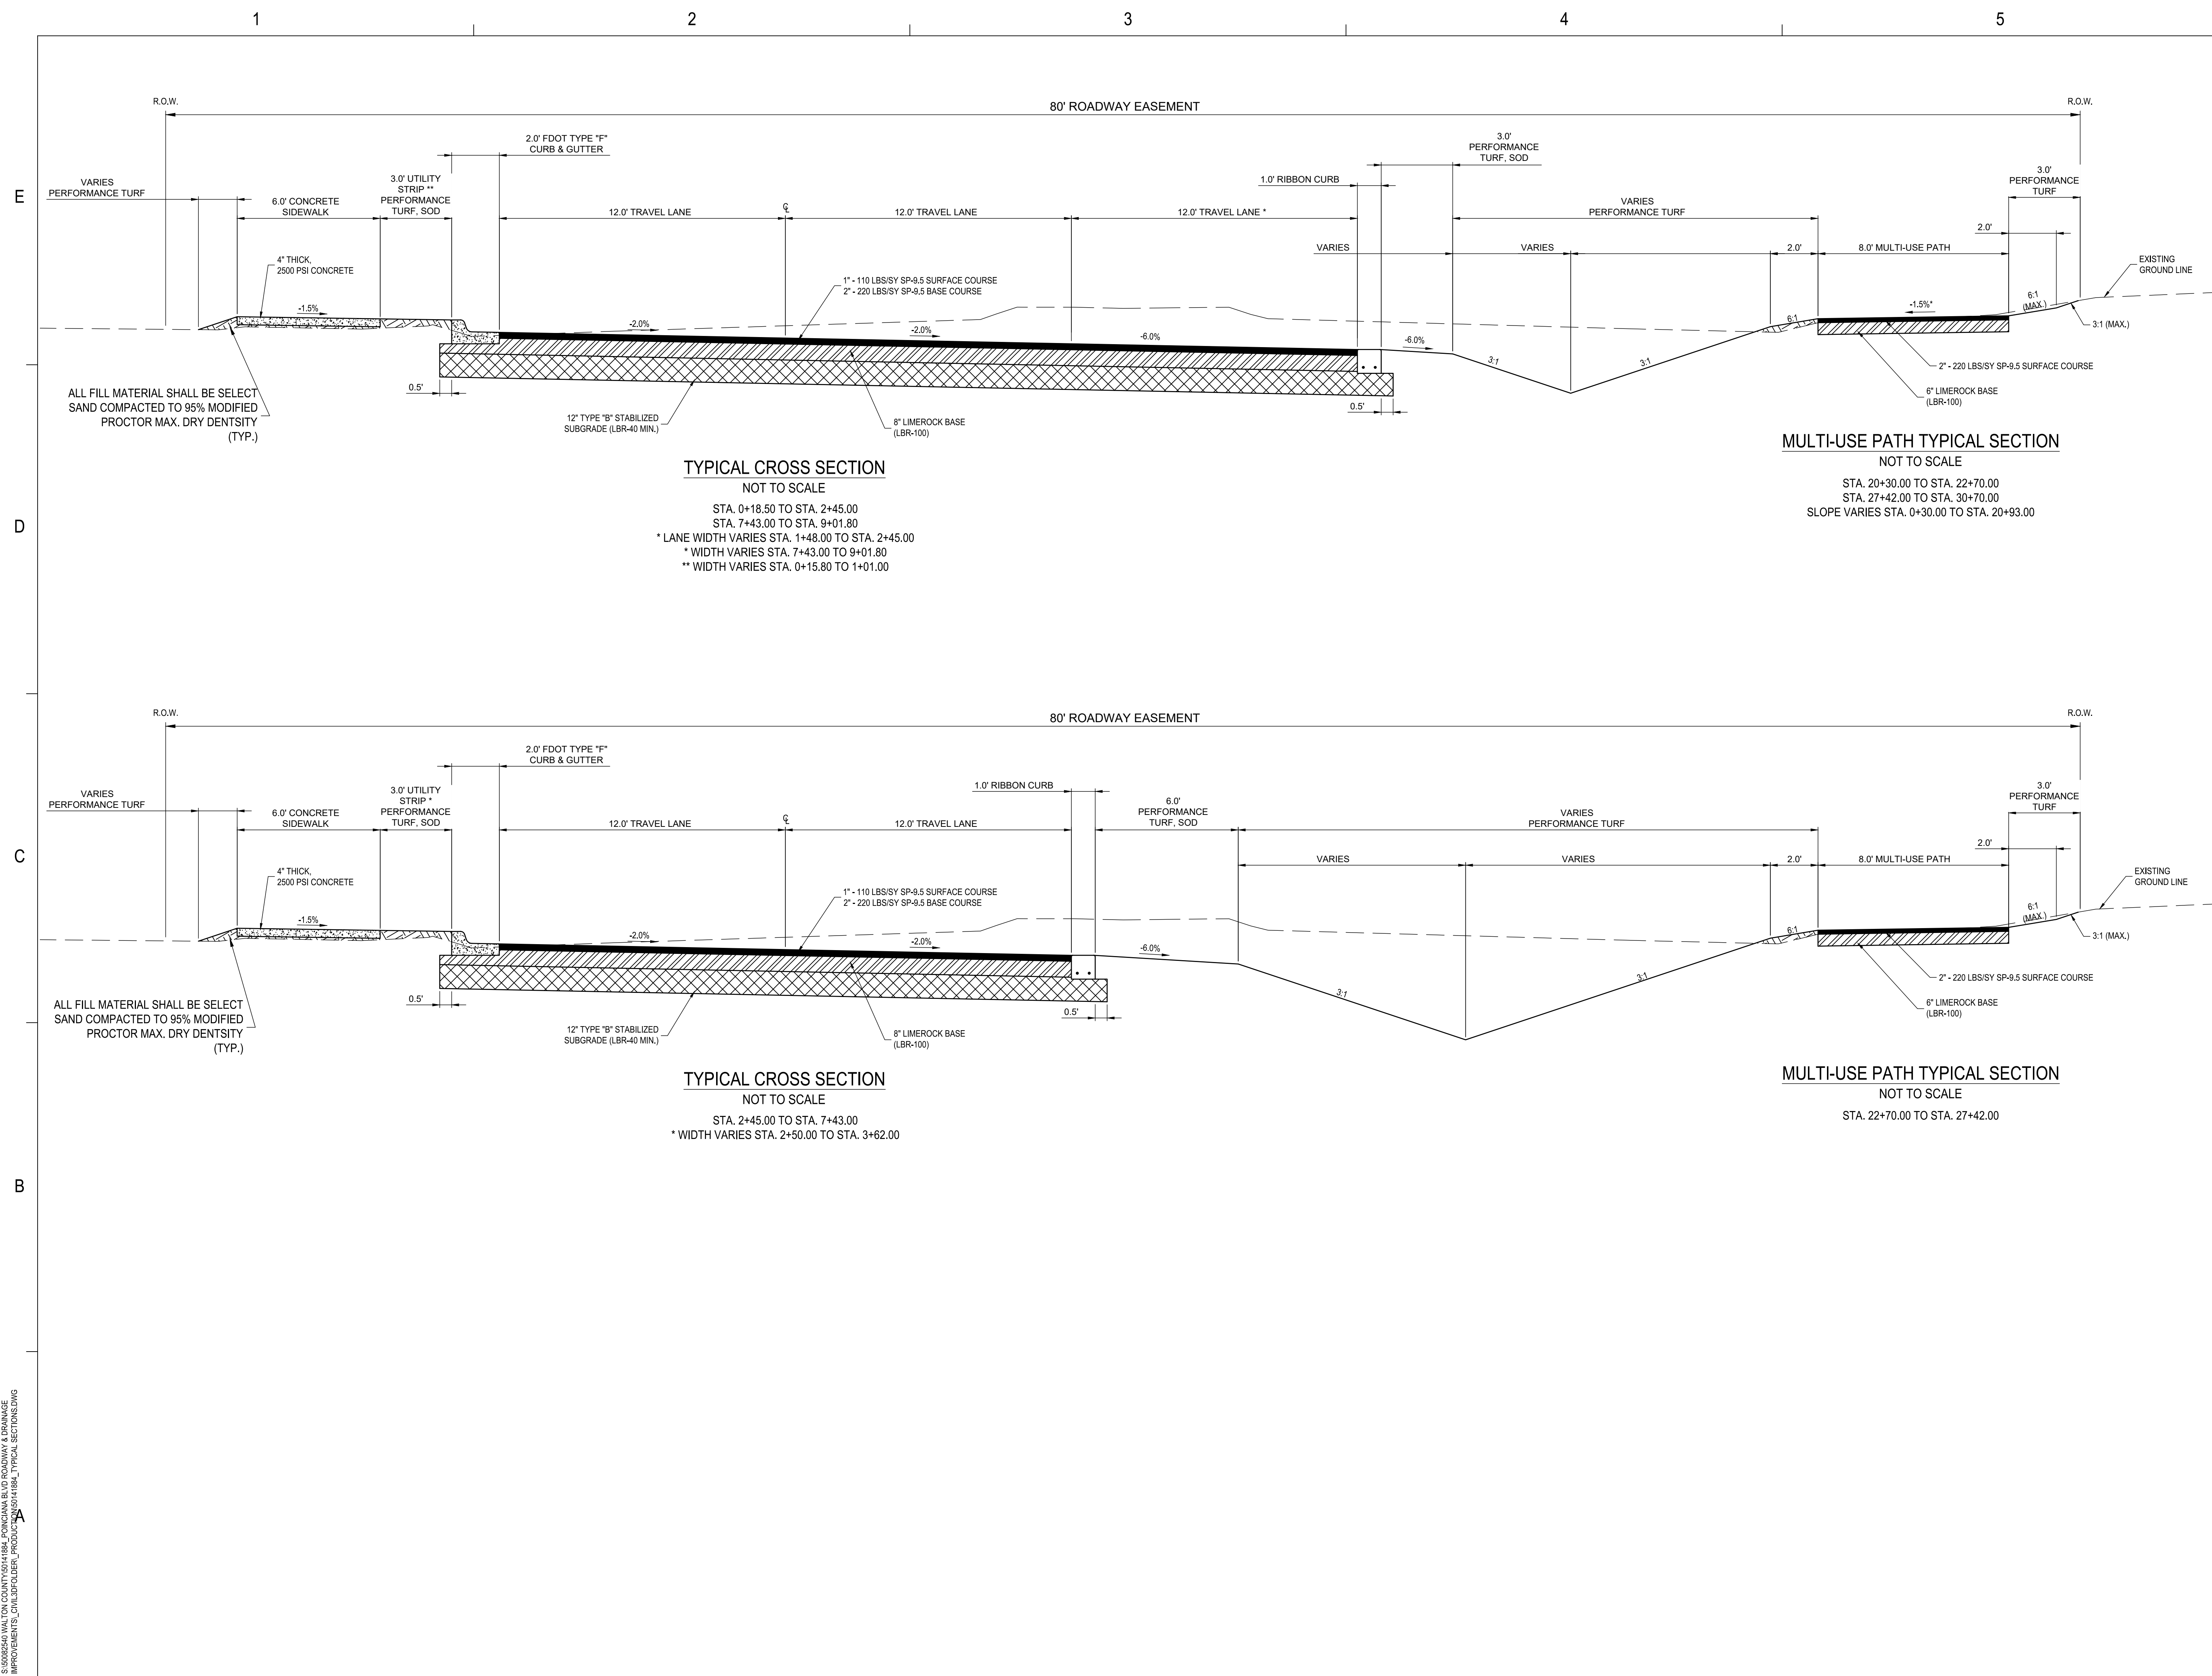 1
2
3
4
5
E
D
C
B
A
R.O.W.
80' ROADWAY EASEMENT
R.O.W.
VARIES
PERFORMANCE TURF
6.0' CONCRETE
SIDEWALK
3.0' UTILITY
STRIP **
PERFORMANCE
TURF, SOD
2.0' FDOT TYPE "F"
CURB & GUTTER
12.0' TRAVEL LANE
℄
12.0' TRAVEL LANE
12.0' TRAVEL LANE *
1.0' RIBBON CURB
3.0'
PERFORMANCE
TURF, SOD
VARIES
PERFORMANCE TURF
VARIES
VARIES
2.0'
8.0' MULTI-USE PATH
3.0'
PERFORMANCE
TURF
2.0'
EXISTING
GROUND LINE
4" THICK,
2500 PSI CONCRETE
-1.5%
1" - 110 LBS/SY SP-9.5 SURFACE COURSE
2" - 220 LBS/SY SP-9.5 BASE COURSE
-2.0%
-2.0%
-6.0%
-6.0%
3:1
3:1
6:1
-1.5%*
6:1
(MAX.)
3:1 (MAX.)
2" - 220 LBS/SY SP-9.5 SURFACE COURSE
6" LIMEROCK BASE
(LBR-100)
ALL FILL MATERIAL SHALL BE SELECT
SAND COMPACTED TO 95% MODIFIED
PROCTOR MAX. DRY DENTSITY
(TYP.)
0.5'
12" TYPE "B" STABILIZED
SUBGRADE (LBR-40 MIN.)
8" LIMEROCK BASE
(LBR-100)
0.5'
TYPICAL CROSS SECTION
NOT TO SCALE
STA. 0+18.50 TO STA. 2+45.00
STA. 7+43.00 TO STA. 9+01.80
* LANE WIDTH VARIES STA. 1+48.00 TO STA. 2+45.00
* WIDTH VARIES STA. 7+43.00 TO 9+01.80
** WIDTH VARIES STA. 0+15.80 TO 1+01.00
MULTI-USE PATH TYPICAL SECTION
NOT TO SCALE
STA. 20+30.00 TO STA. 22+70.00
STA. 27+42.00 TO STA. 30+70.00
SLOPE VARIES STA. 0+30.00 TO STA. 20+93.00
R.O.W.
80' ROADWAY EASEMENT
R.O.W.
VARIES
PERFORMANCE TURF
6.0' CONCRETE
SIDEWALK
3.0' UTILITY
STRIP *
PERFORMANCE
TURF, SOD
2.0' FDOT TYPE "F"
CURB & GUTTER
12.0' TRAVEL LANE
℄
12.0' TRAVEL LANE
1.0' RIBBON CURB
6.0'
PERFORMANCE
TURF, SOD
VARIES
PERFORMANCE TURF
VARIES
VARIES
2.0'
8.0' MULTI-USE PATH
3.0'
PERFORMANCE
TURF
2.0'
EXISTING
GROUND LINE
4" THICK,
2500 PSI CONCRETE
-1.5%
1" - 110 LBS/SY SP-9.5 SURFACE COURSE
2" - 220 LBS/SY SP-9.5 BASE COURSE
-2.0%
-2.0%
-6.0%
3:1
3:1
6:1
6:1
(MAX.)
3:1 (MAX.)
2" - 220 LBS/SY SP-9.5 SURFACE COURSE
6" LIMEROCK BASE
(LBR-100)
ALL FILL MATERIAL SHALL BE SELECT
SAND COMPACTED TO 95% MODIFIED
PROCTOR MAX. DRY DENTSITY
(TYP.)
0.5'
12" TYPE "B" STABILIZED
SUBGRADE (LBR-40 MIN.)
8" LIMEROCK BASE
(LBR-100)
0.5'
TYPICAL CROSS SECTION
NOT TO SCALE
STA. 2+45.00 TO STA. 7+43.00
* WIDTH VARIES STA. 2+50.00 TO STA. 3+62.00
MULTI-USE PATH TYPICAL SECTION
NOT TO SCALE
STA. 22+70.00 TO STA. 27+42.00
S:\50082540 WALTON COUNTY\50141884_POINCIANA BLVD ROADWAY & DRAINAGE
IMPROVEMENTS\_CIVIL3DFOLDER\_PRODUCTION\50141884_TYPICAL SECTIONS.DWG